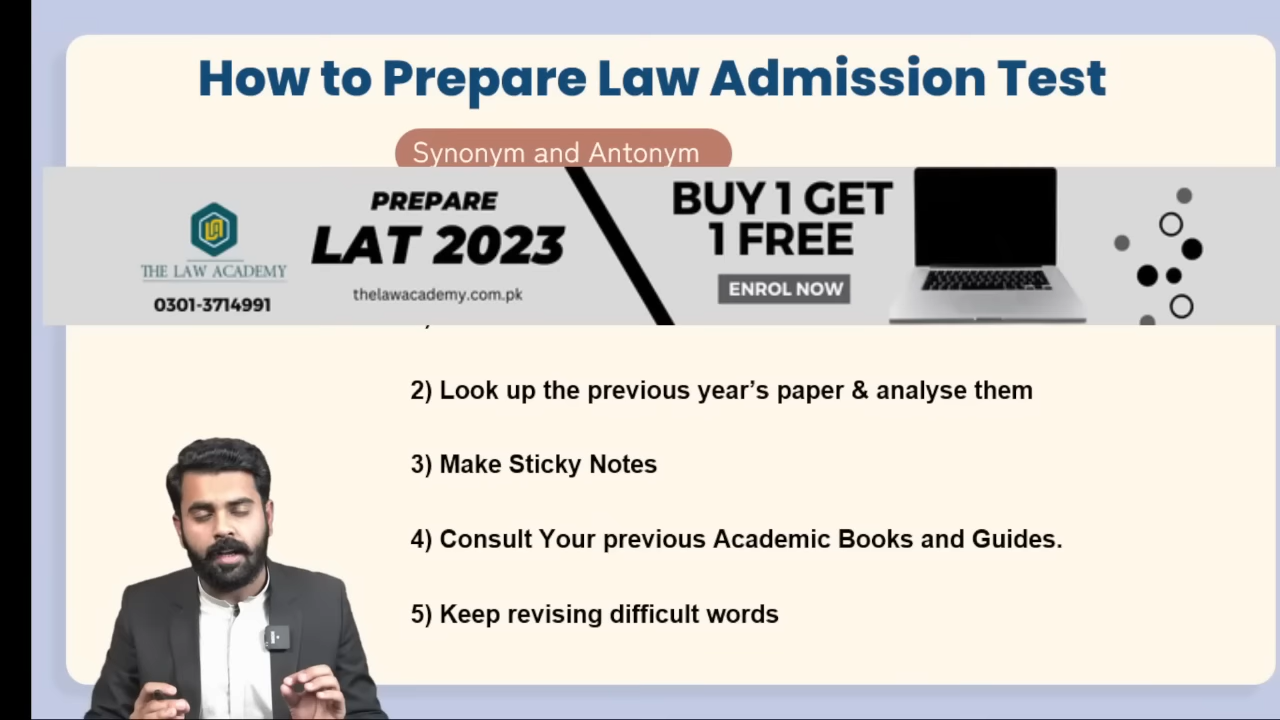 How to Prepare Law Admission Test
Synonym and Antonym
PREPARE
LAT 2023
thelawacademy.com.pk
THE LAW ACADEMY
0301-3714991
BUY 1 GET
1 FREE
ENROL NOW
2) Look up the previous year’s paper & analyse them
3) Make Sticky Notes
4) Consult Your previous Academic Books and Guides.
5) Keep revising difficult words